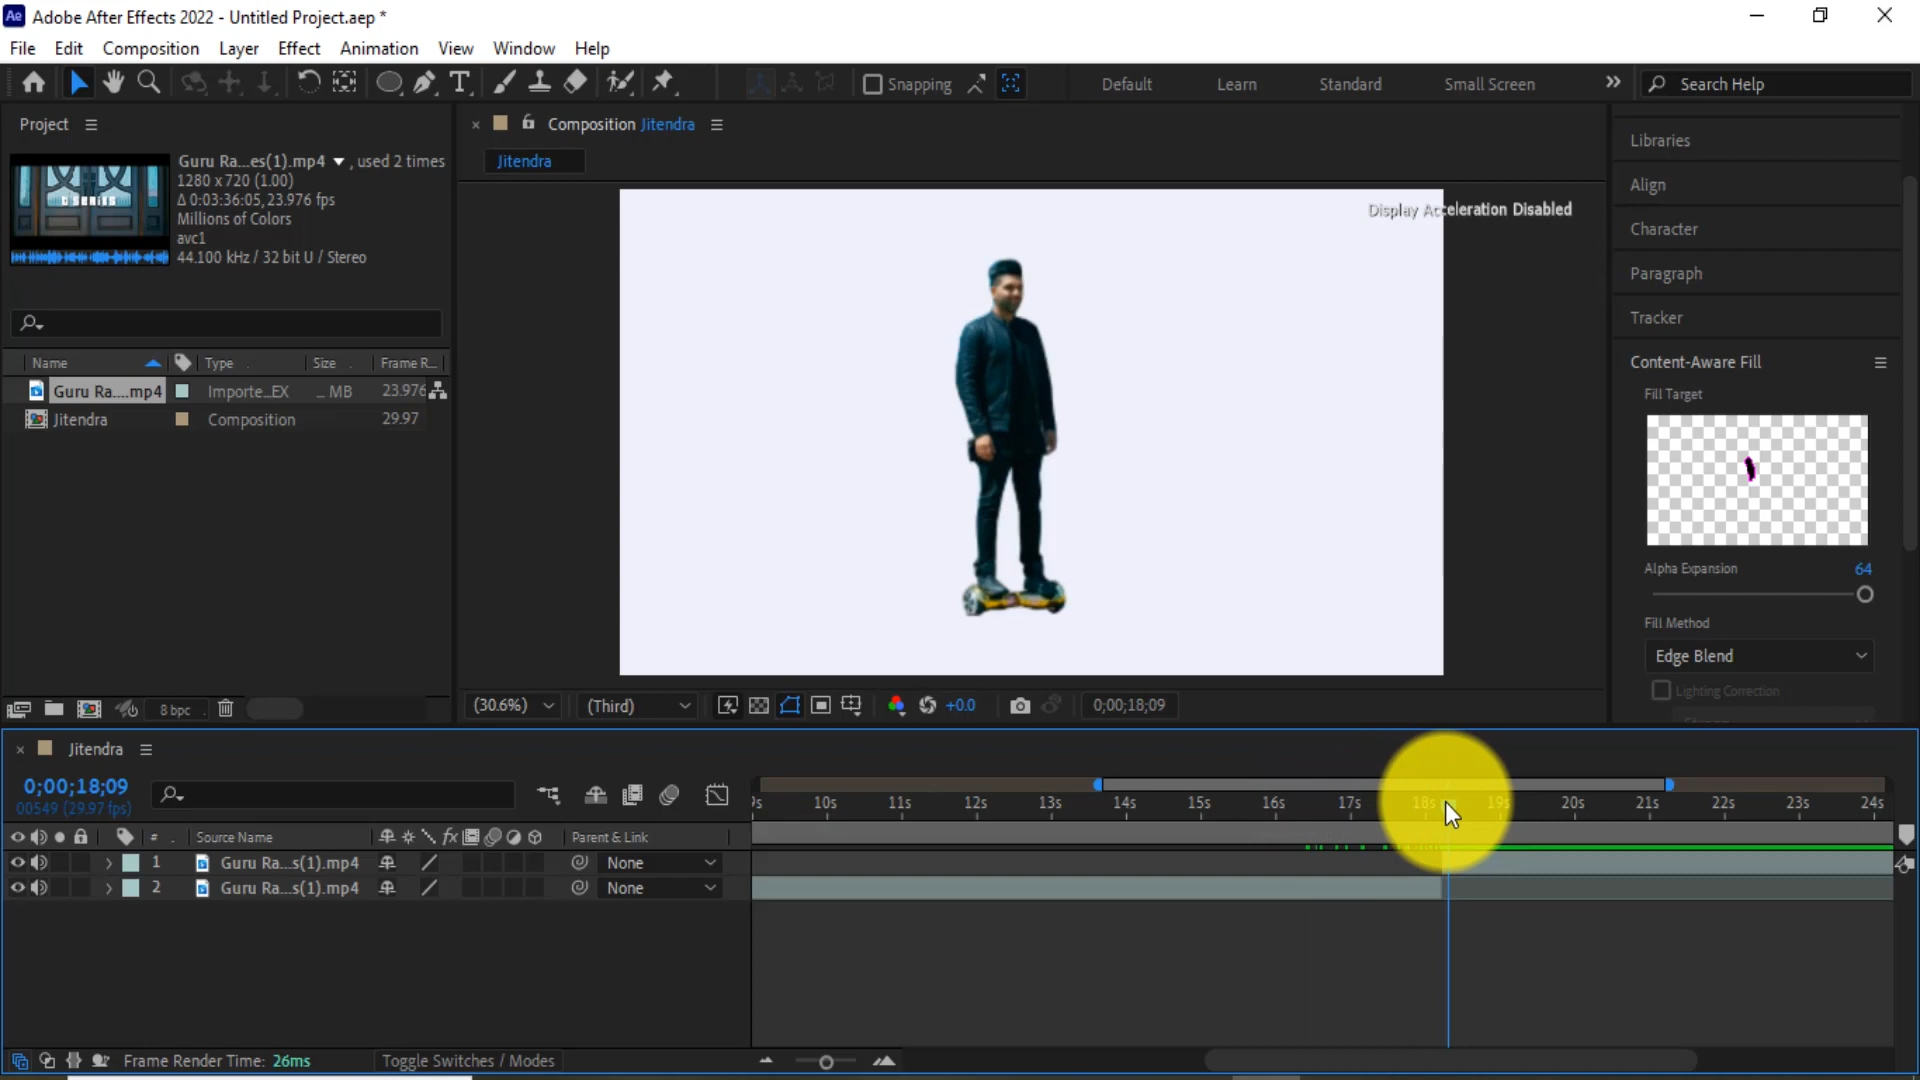 Ae Adobe After Effects 2022 - Untitled Project.aep *
File Edit Composition Layer Effect Animation View Window Help
Snapping Default Learn Standard Small Screen Search Help
Project
Guru Ra...es(1).mp4 , used 2 times
1280 x 720 (1.00)
Δ 0:03:36:05, 23.976 fps
Millions of Colors
avc1
44.100 kHz / 32 bit U / Stereo
Name Type Size Frame R...
Guru Ra....mp4 Importe...EX ... MB 23.976
Jitendra Composition 29.97
8 bpc
Composition Jitendra
Jitendra
Display Acceleration Disabled
(30.6%) (Third) +0.0 0;00;18;09
Libraries
Align
Character
Paragraph
Tracker
Content-Aware Fill
Fill Target
Alpha Expansion 64
Fill Method
Edge Blend
Lighting Correction
Jitendra
0;00;18;09
00549 (29.97 fps)
10s 11s 12s 13s 14s 15s 16s 17s 18s 19s 20s 21s 22s 23s 24s
# Source Name fx Parent & Link
1 Guru Ra...s(1).mp4 None
2 Guru Ra...s(1).mp4 None
Frame Render Time: 26ms Toggle Switches / Modes